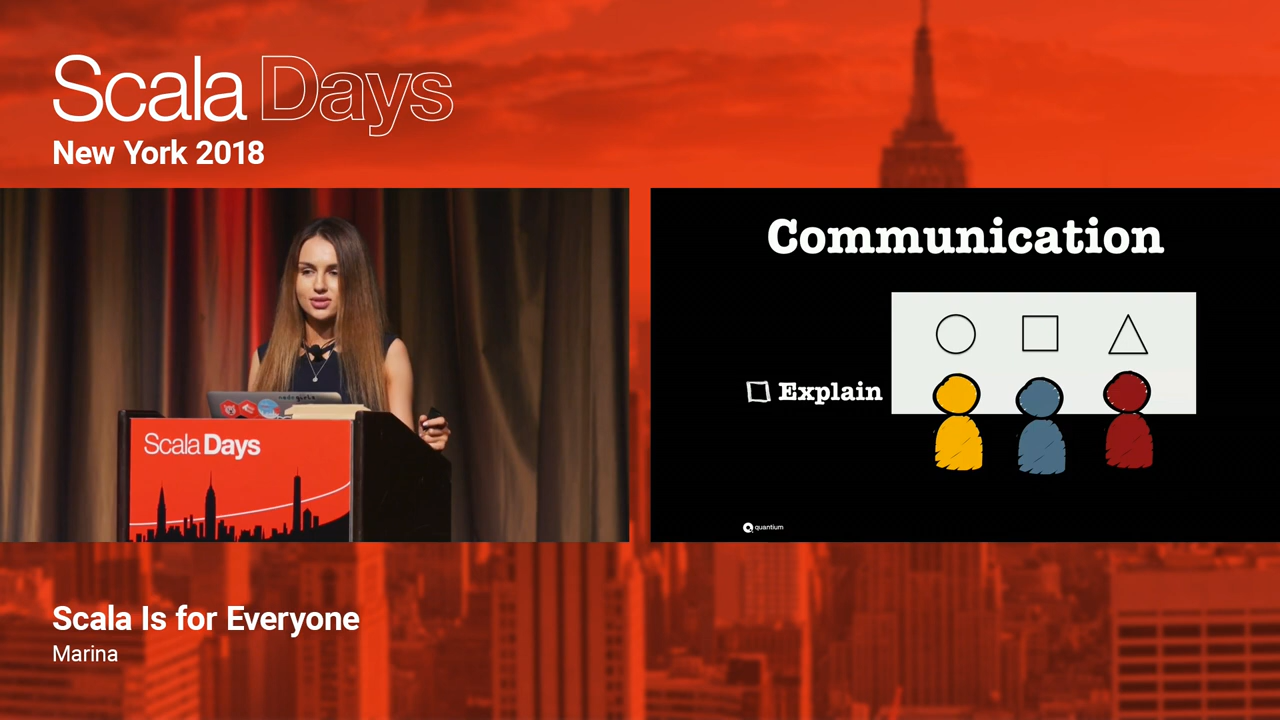 Scala Days
New York 2018
Communication
Explain
Scala Days
quantium
Scala Is for Everyone
Marina